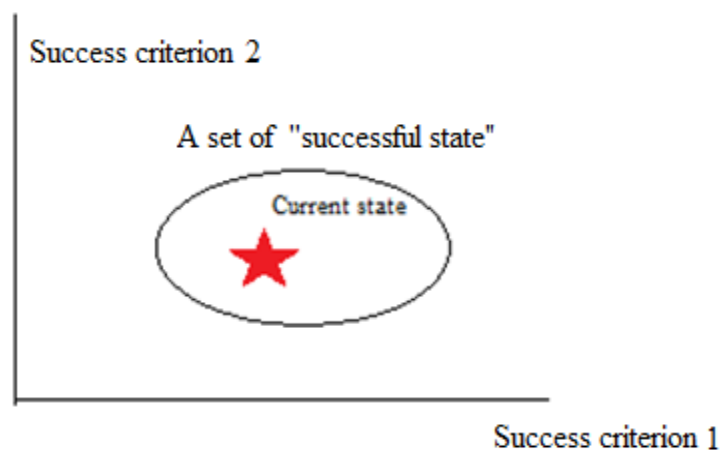 Success criterion 2
A set of "successful state"
Current state
Success criterion 1